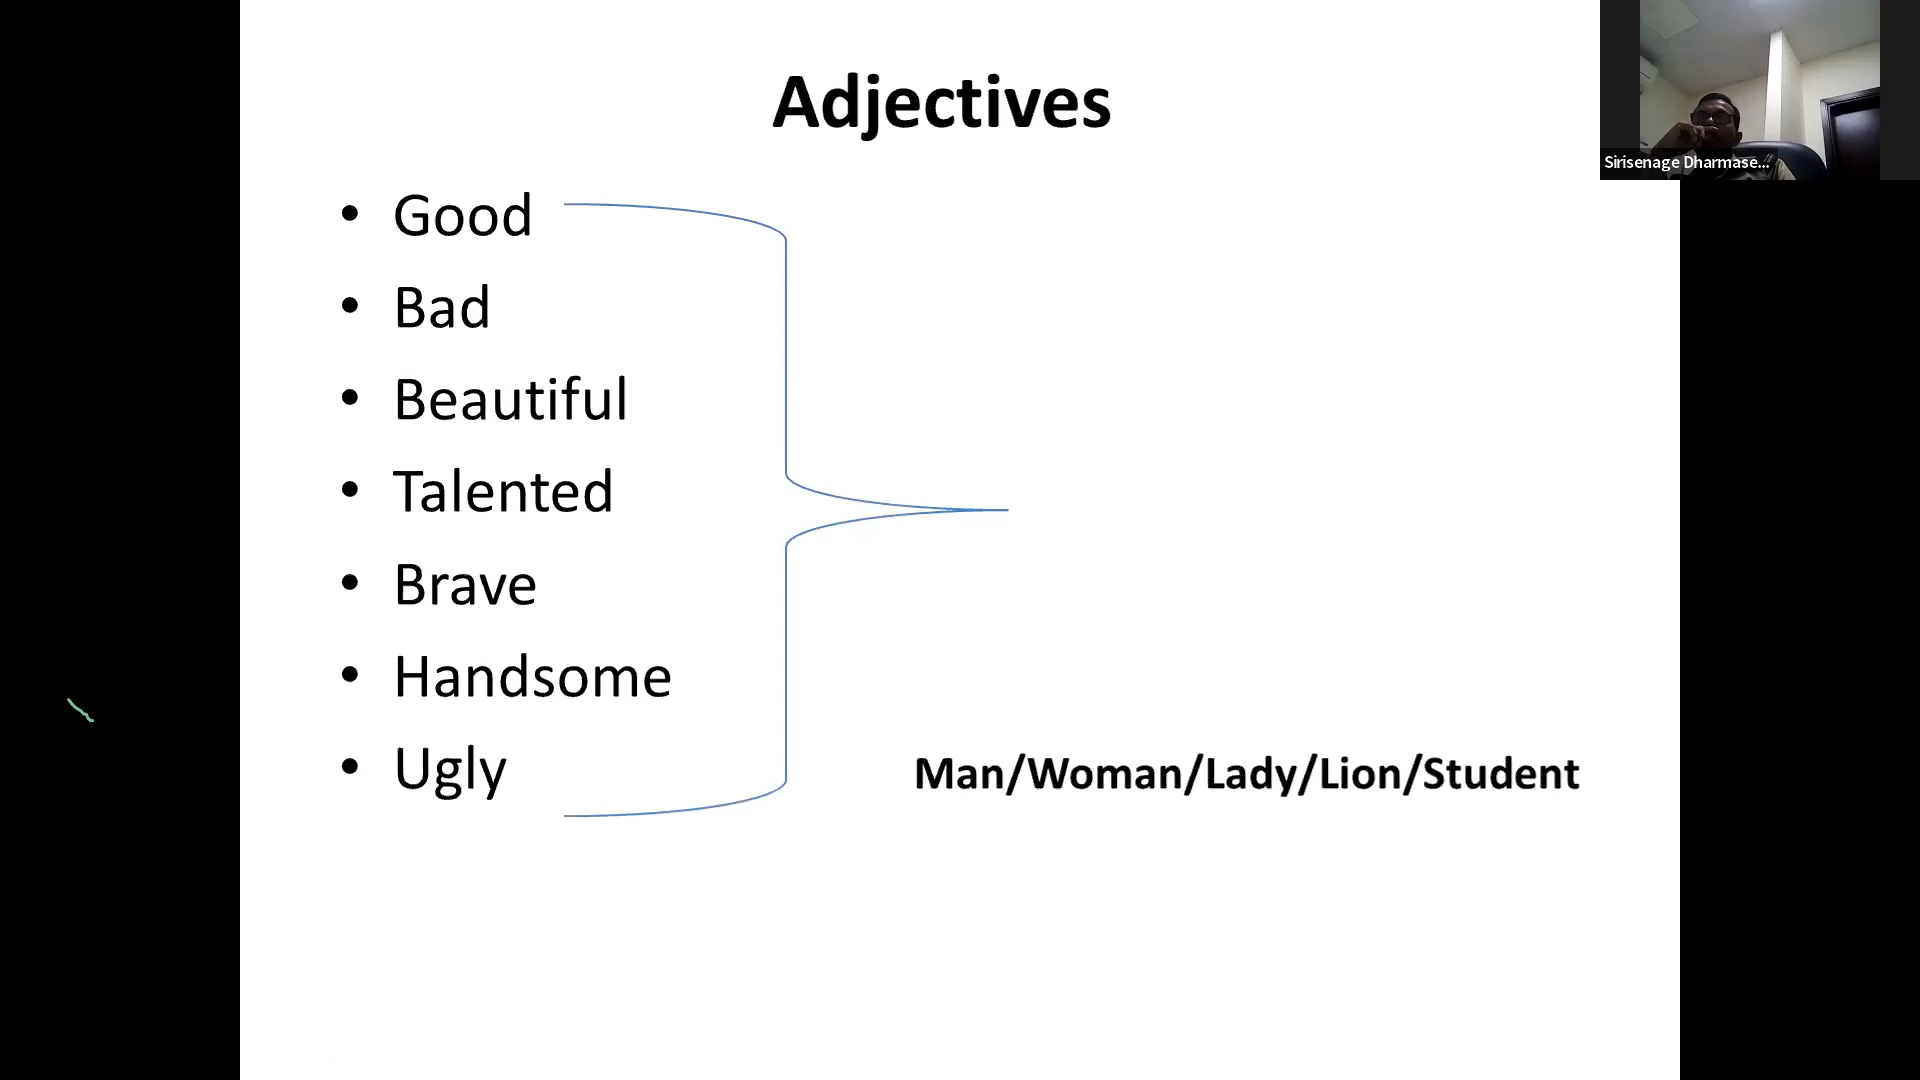 Adjectives
Sirisenage Dharmase...
• Good
• Bad
• Beautiful
• Talented
• Brave
• Handsome
• Ugly
Man/Woman/Lady/Lion/Student